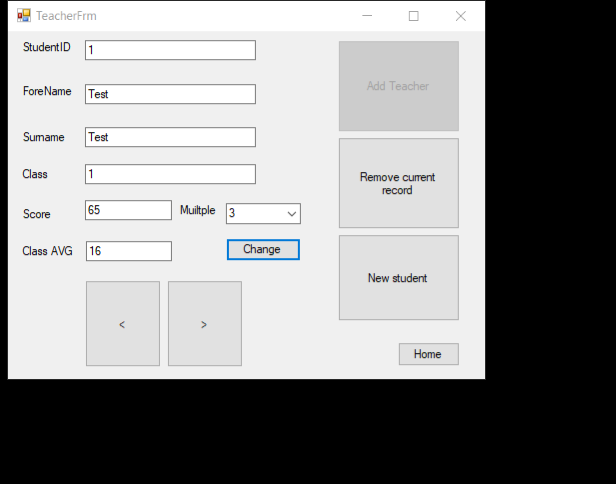 TeacherFrm
StudentID 1
ForeName Test
Surname Test
Class 1
Score 65 Muiltple 3
Class AVG 16 Change
< >
Add Teacher
Remove current
record
New student
Home